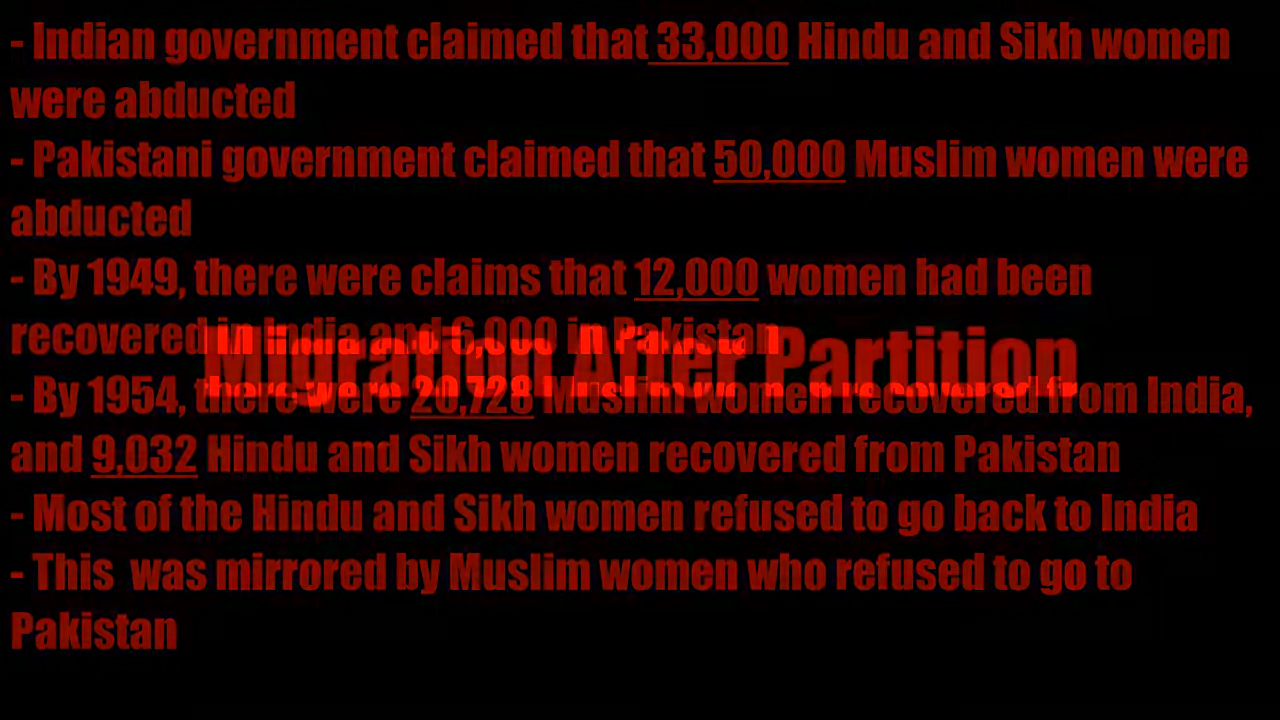 - Indian government claimed that 33,000 Hindu and Sikh women
were abducted
- Pakistani government claimed that 50,000 Muslim women were
abducted
- By 1949, there were claims that 12,000 women had been
recovered in India and 6,000 in Pakistan
Migration After Partition
- By 1954, there were 20,728 Muslim women recovered from India,
and 9,032 Hindu and Sikh women recovered from Pakistan
- Most of the Hindu and Sikh women refused to go back to India
- This was mirrored by Muslim women who refused to go to
Pakistan